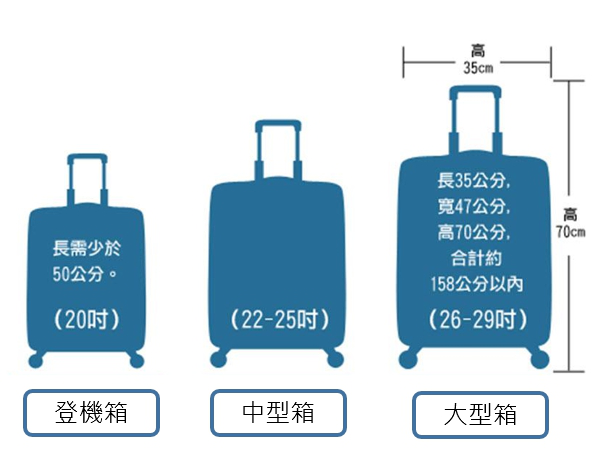 高
35cm
高
70cm
長需少於
50公分。
(20吋)
(22-25吋)
長35公分,
寬47公分,
高70公分,
合計約
158公分以內
(26-29吋)
登機箱
中型箱
大型箱